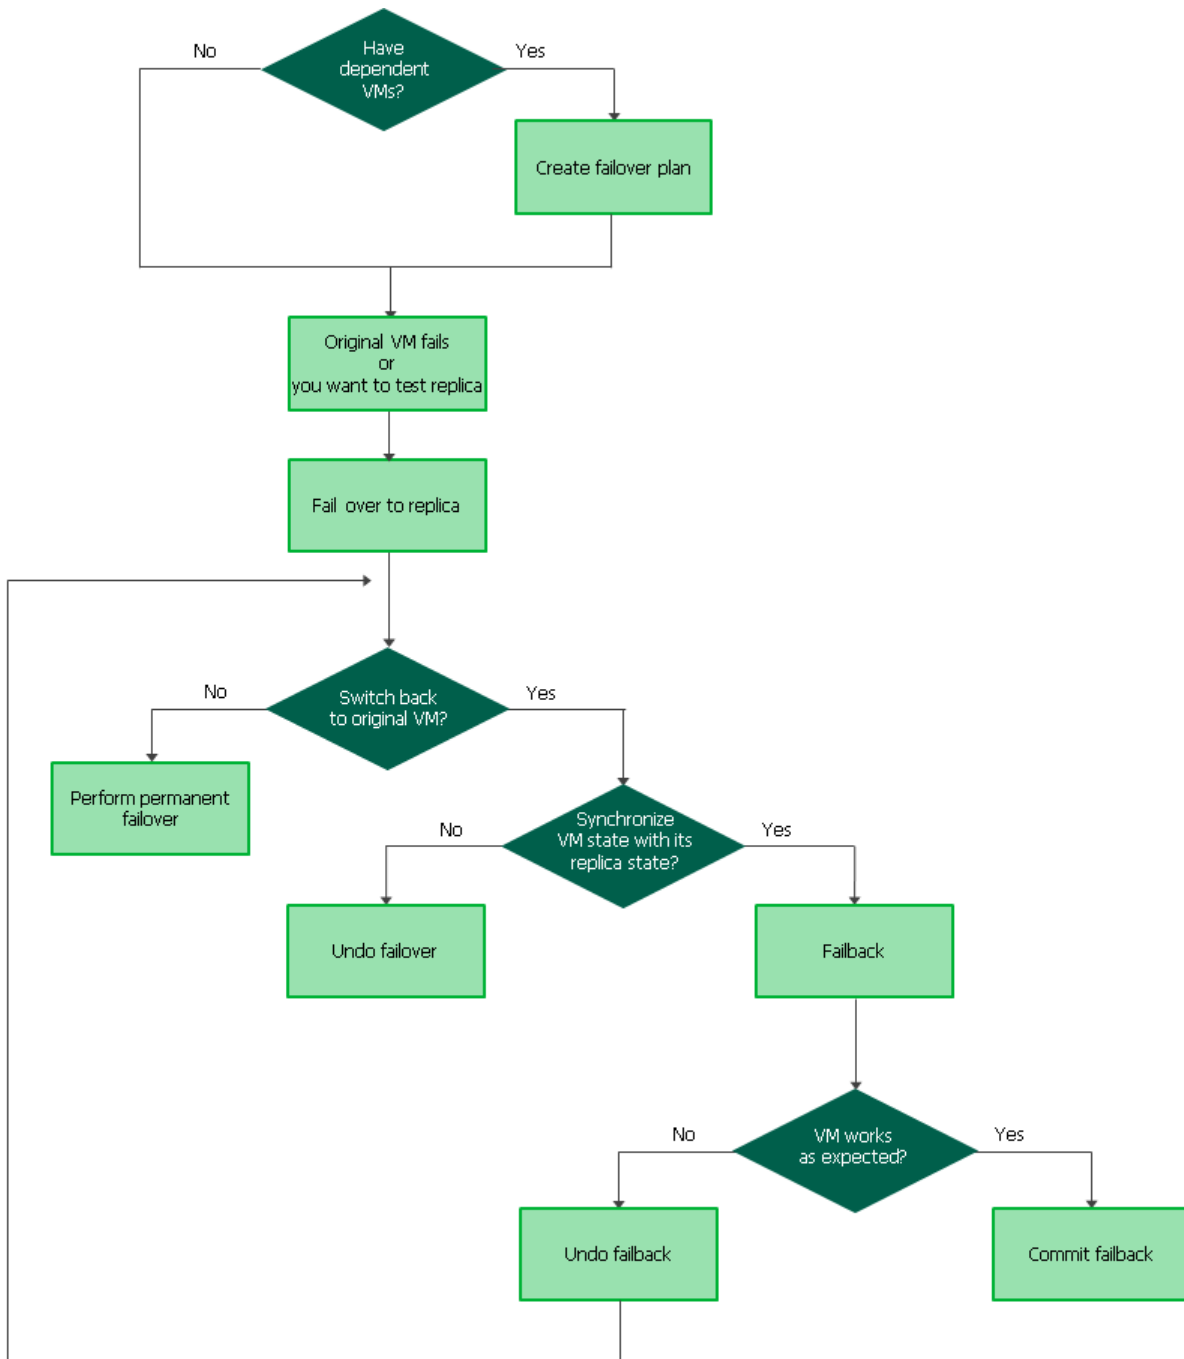 No
Yes
Have
dependent
VMs?
Create failover plan
Original VM fails
or
you want to test replica
Fail over to replica
No
Yes
Switch back
to original VM?
Perform permanent
failover
No
Yes
Synchronize
VM state with its
replica state?
Undo failover
Failback
No
Yes
VM works
as expected?
Undo failback
Commit failback